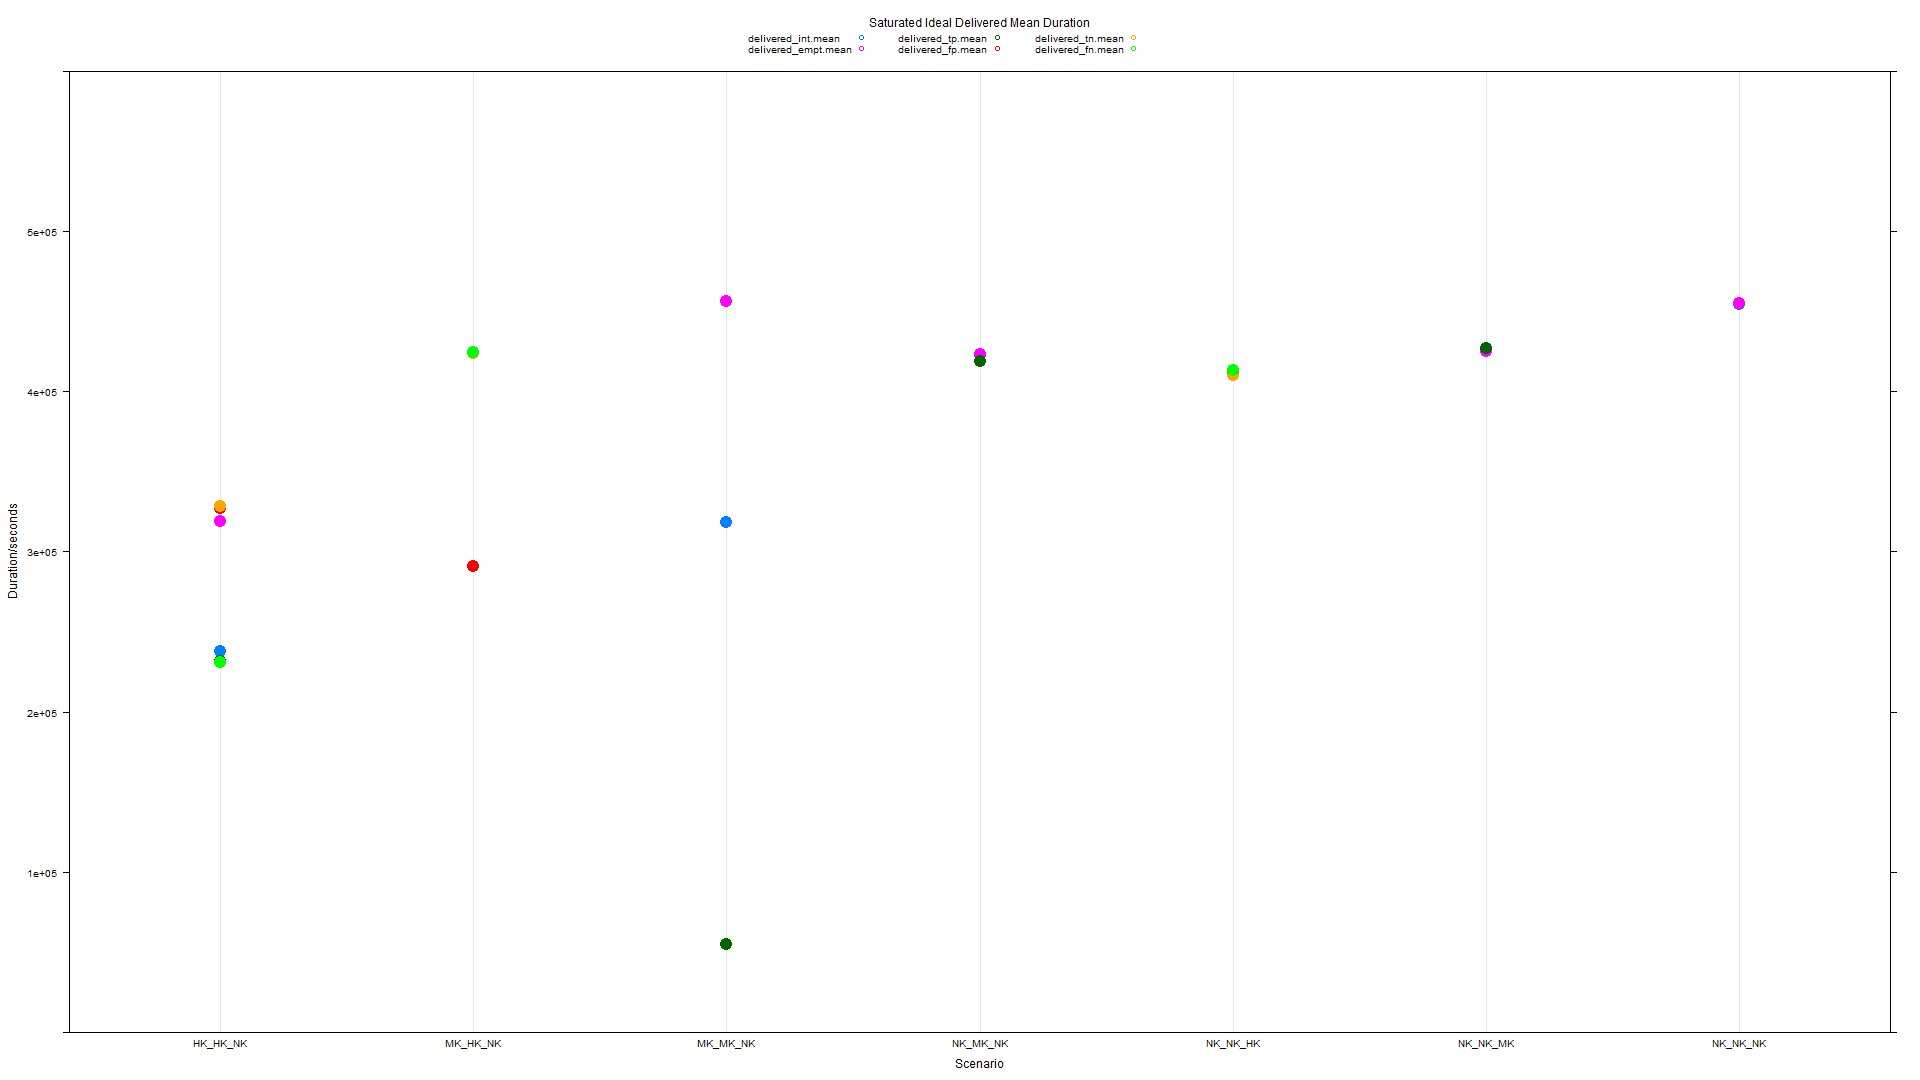 Saturated Ideal Delivered Mean Duration
delivered_int.mean delivered_tp.mean delivered_tn.mean
delivered_empt.mean delivered_fp.mean delivered_fn.mean
5e+05
4e+05
3e+05
2e+05
1e+05
Duration/seconds
HK_HK_NK MK_HK_NK MK_MK_NK NK_MK_NK NK_NK_HK NK_NK_MK NK_NK_NK
Scenario